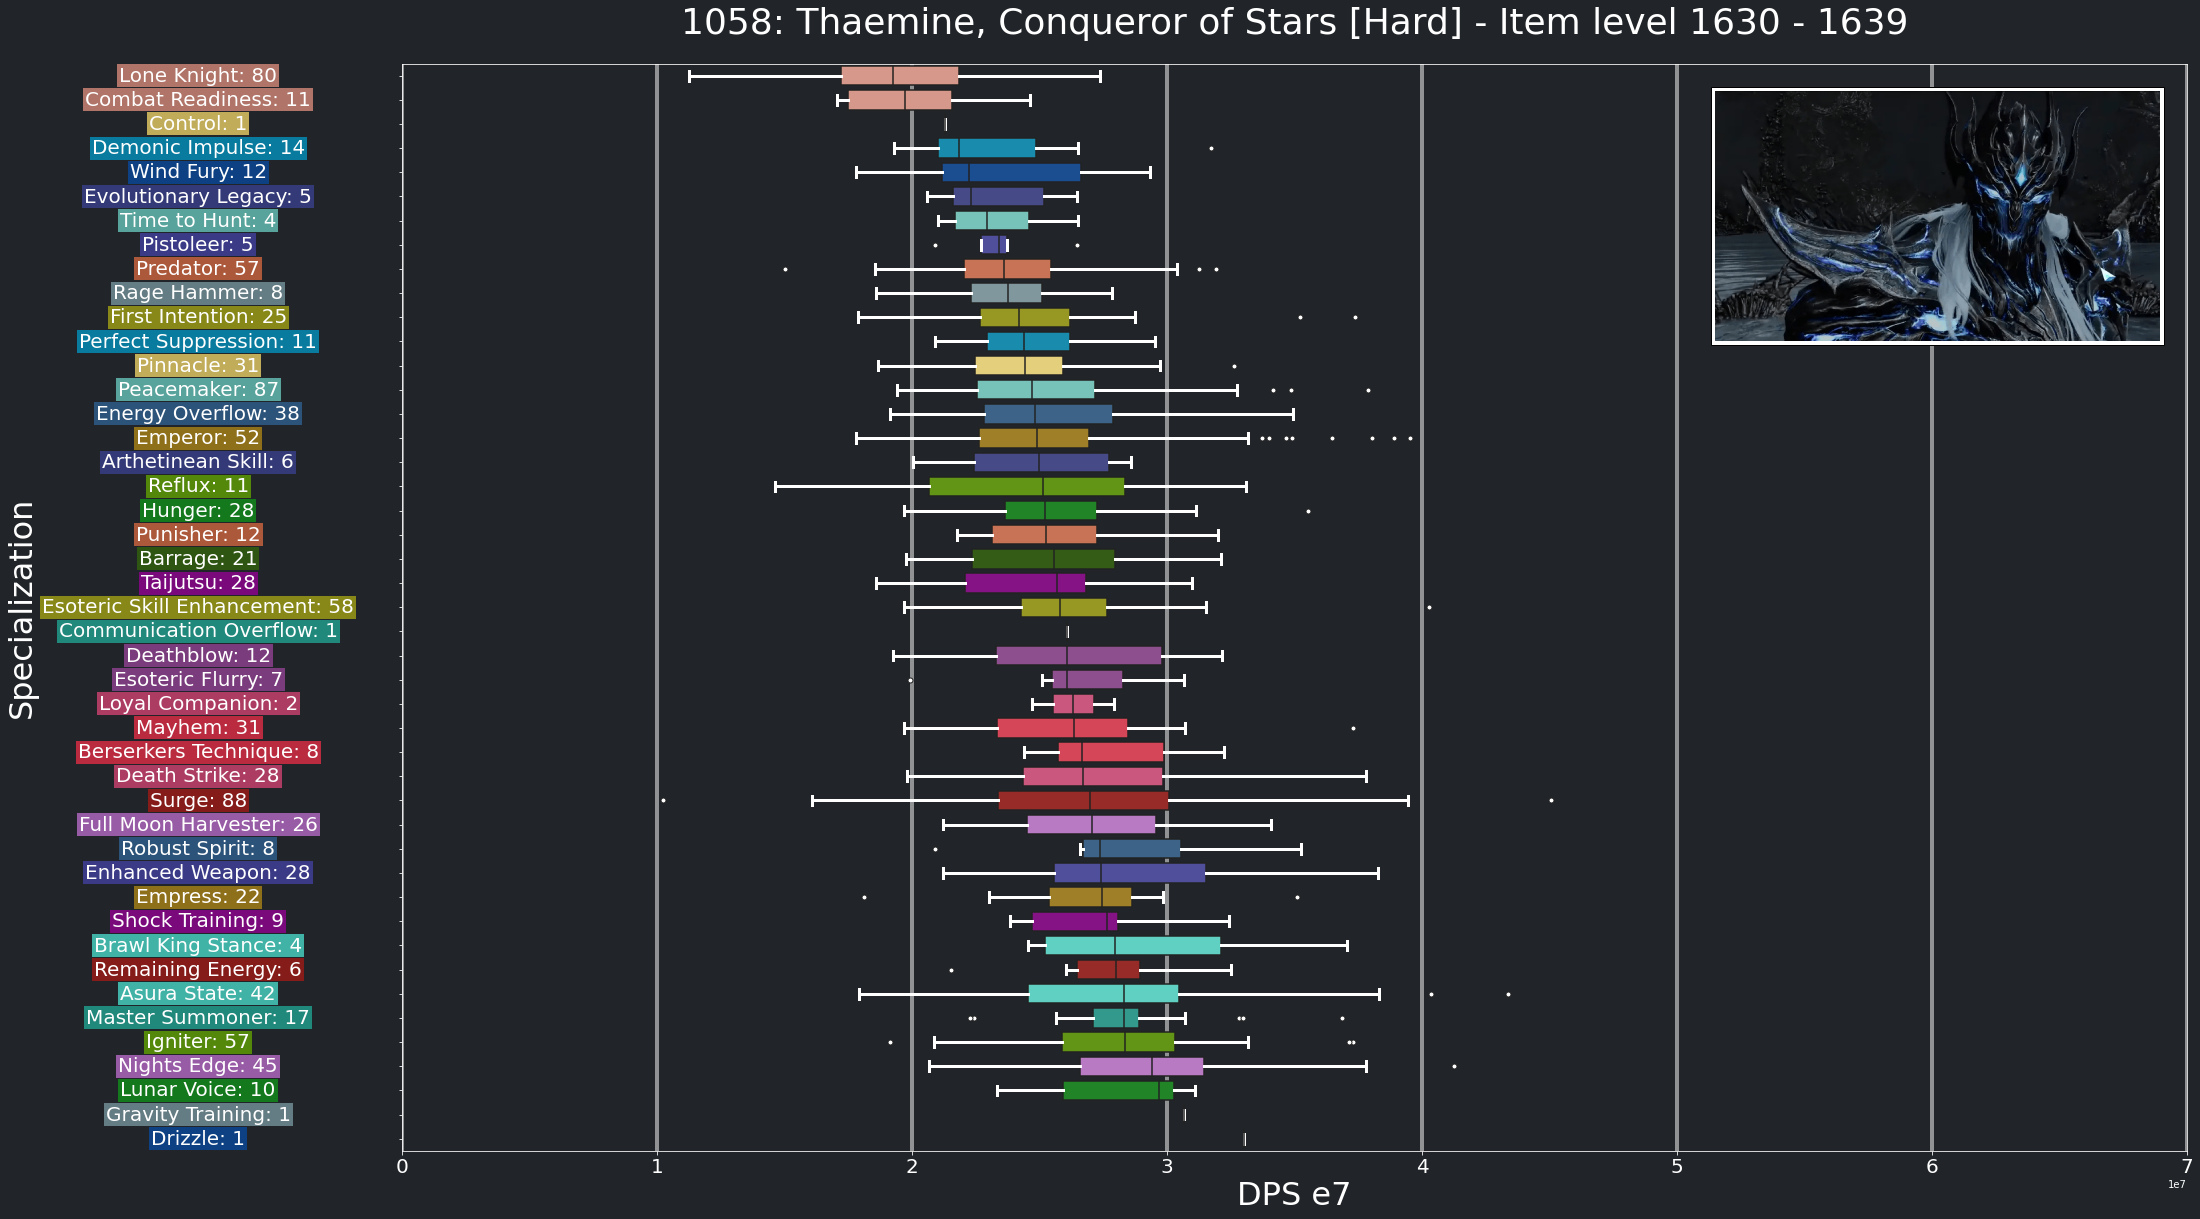 1058: Thaemine, Conqueror of Stars [Hard] - Item level 1630 - 1639
Specialization
Lone Knight: 80
Combat Readiness: 11
Control: 1
Demonic Impulse: 14
Wind Fury: 12
Evolutionary Legacy: 5
Time to Hunt: 4
Pistoleer: 5
Predator: 57
Rage Hammer: 8
First Intention: 25
Perfect Suppression: 11
Pinnacle: 31
Peacemaker: 87
Energy Overflow: 38
Emperor: 52
Arthetinean Skill: 6
Reflux: 11
Hunger: 28
Punisher: 12
Barrage: 21
Taijutsu: 28
Esoteric Skill Enhancement: 58
Communication Overflow: 1
Deathblow: 12
Esoteric Flurry: 7
Loyal Companion: 2
Mayhem: 31
Berserkers Technique: 8
Death Strike: 28
Surge: 88
Full Moon Harvester: 26
Robust Spirit: 8
Enhanced Weapon: 28
Empress: 22
Shock Training: 9
Brawl King Stance: 4
Remaining Energy: 6
Asura State: 42
Master Summoner: 17
Igniter: 57
Nights Edge: 45
Lunar Voice: 10
Gravity Training: 1
Drizzle: 1
0 1 2 3 4 5 6 7
1e7
DPS e7